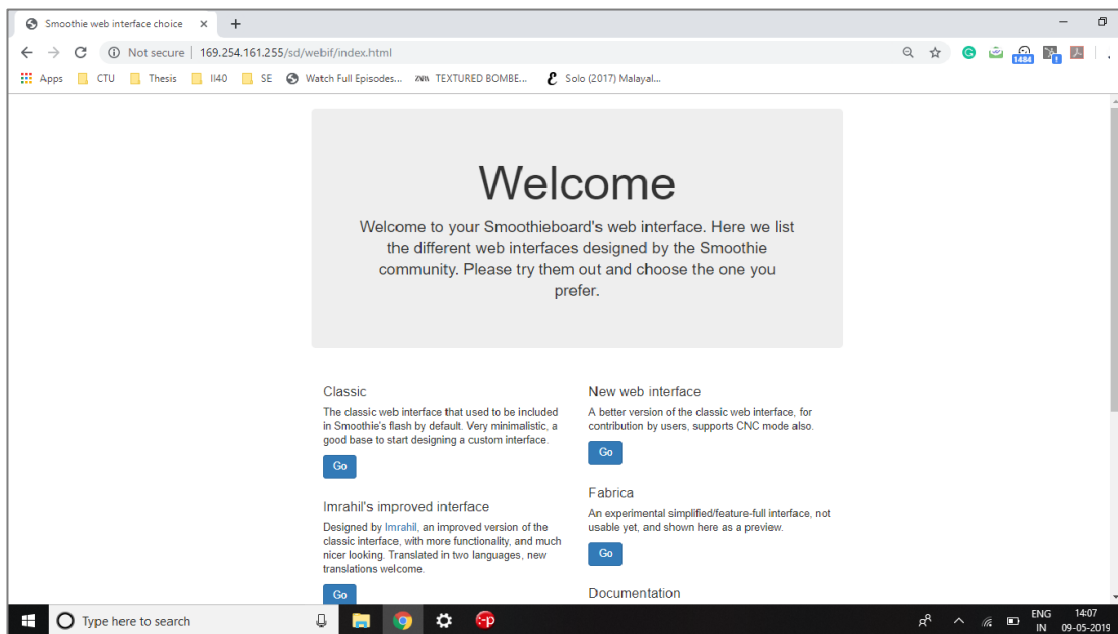 Smoothie web interface choice
Not secure | 169.254.161.255/sd/webif/index.html
1484
Apps CTU Thesis II40 SE Watch Full Episodes... TEXTURED BOMBE... Solo (2017) Malayal...
Welcome
Welcome to your Smoothieboard's web interface. Here we list
the different web interfaces designed by the Smoothie
community. Please try them out and choose the one you
prefer.
Classic
The classic web interface that used to be included
in Smoothie's flash by default. Very minimalistic, a
good base to start designing a custom interface.
Go
New web interface
A better version of the classic web interface, for
contribution by users, supports CNC mode also.
Go
Imrahil's improved interface
Designed by Imrahil, an improved version of the
classic interface, with more functionality, and much
nicer looking. Translated in two languages, new
translations welcome.
Go
Fabrica
An experimental simplified/feature-full interface, not
usable yet, and shown here as a preview.
Go
Documentation
Type here to search
ENG
IN
14:07
09-05-2019